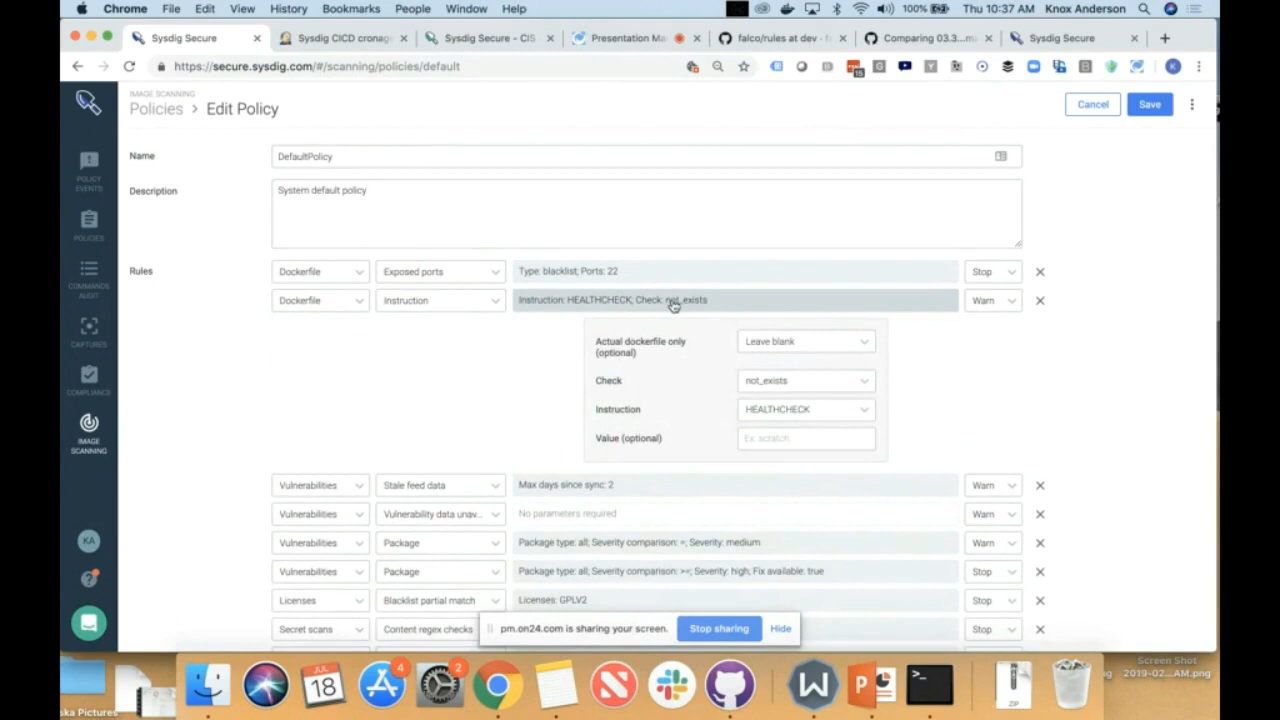 Chrome File Edit View History Bookmarks People Window Help 100% Thu 10:37 AM Knox Anderson
Sysdig Secure Sysdig CICD cronag Sysdig Secure - CIS Presentation Ma falco/rules at dev - f Comparing 03.3...m Sysdig Secure
https://secure.sysdig.com/#/scanning/policies/default
15
K
IMAGE SCANNING
Policies > Edit Policy
Cancel
Save
Name
DefaultPolicy
Description
System default policy
Rules
Dockerfile Exposed ports Type: blacklist; Ports: 22 Stop
Dockerfile Instruction Instruction: HEALTHCHECK; Check: not_exists Warn
Actual dockerfile only
(optional)
Leave blank
Check not_exists
Instruction HEALTHCHECK
Value (optional) Ex: scratch
Vulnerabilities Stale feed data Max days since sync: 2 Warn
Vulnerabilities Vulnerability data unav... No parameters required Warn
Vulnerabilities Package Package type: all; Severity comparison: =; Severity: medium Warn
Vulnerabilities Package Package type: all; Severity comparison: >=; Severity: high; Fix available: true Stop
Licenses Blacklist partial match Licenses: GPLV2 Stop
Secret scans Content regex checks Stop
POLICY
EVENTS
POLICIES
COMMANDS
AUDIT
CAPTURES
COMPLIANCE
IMAGE
SCANNING
KA
?
pm.on24.com is sharing your screen. Stop sharing Hide
JUL
18
4
2
W
P
>_
ZIP
Screen Shot
2019-02...AM.png
ng
ska Pictures